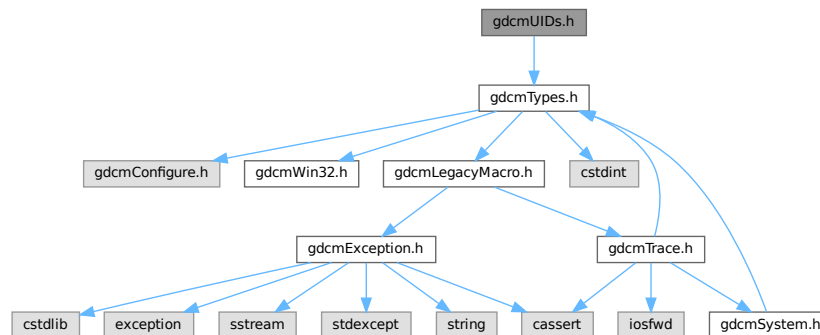 gdcmUIDs.h
gdcmTypes.h
gdcmConfigure.h
gdcmWin32.h
gdcmLegacyMacro.h
cstdint
gdcmException.h
gdcmTrace.h
cstdlib
exception
sstream
stdexcept
string
cassert
iosfwd
gdcmSystem.h